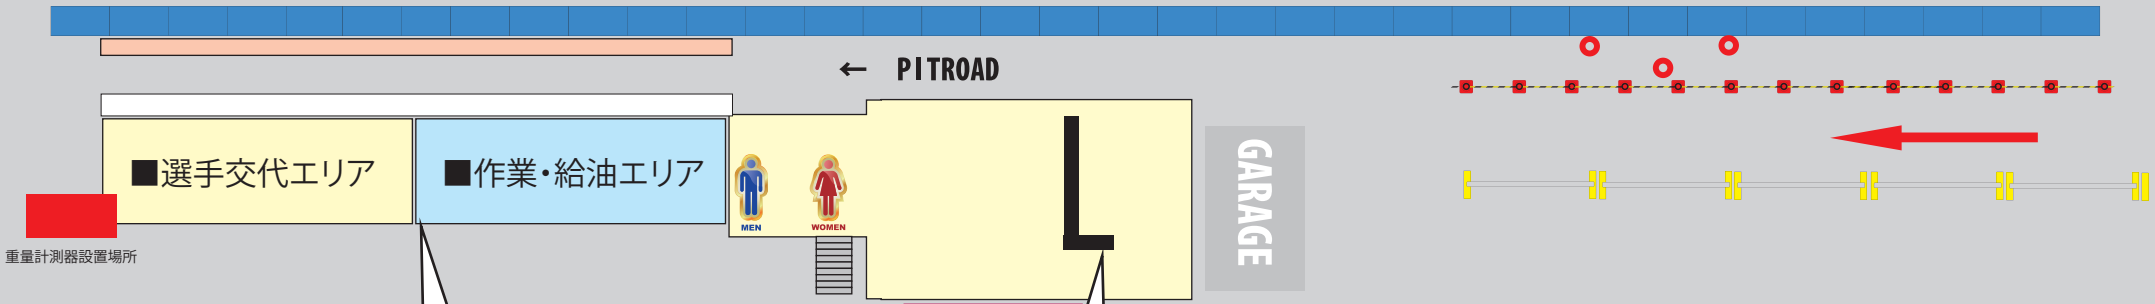 ← PITROAD
■選手交代エリア
■作業・給油エリア
MEN
WOMEN
GARAGE
重量計測器設置場所